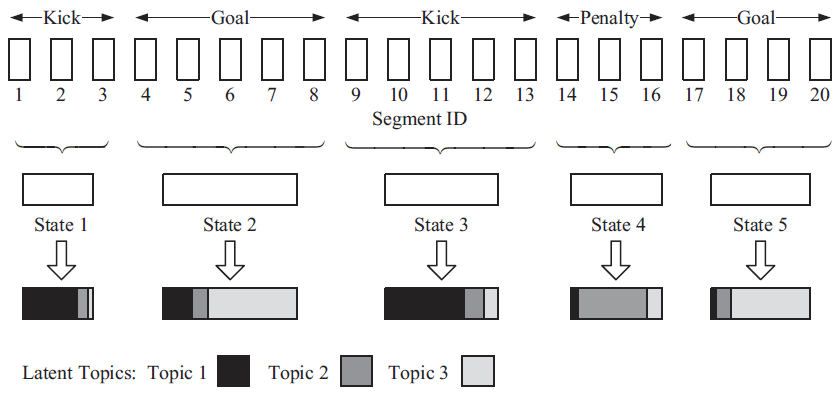 Kick Goal Kick Penalty Goal
1 2 3 4 5 6 7 8 9 10 11 12 13 14 15 16 17 18 19 20
Segment ID
State 1 State 2 State 3 State 4 State 5
Latent Topics: Topic 1 Topic 2 Topic 3